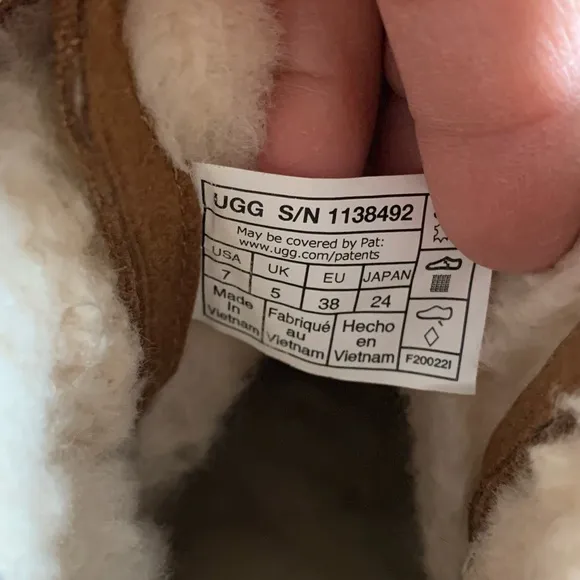 UGG S/N 1138492
May be covered by Pat:
www.ugg.com/patents
USA UK EU JAPAN
7 5 38 24
Made in Vietnam
Fabriqué au Vietnam
Hecho en Vietnam
F20022I